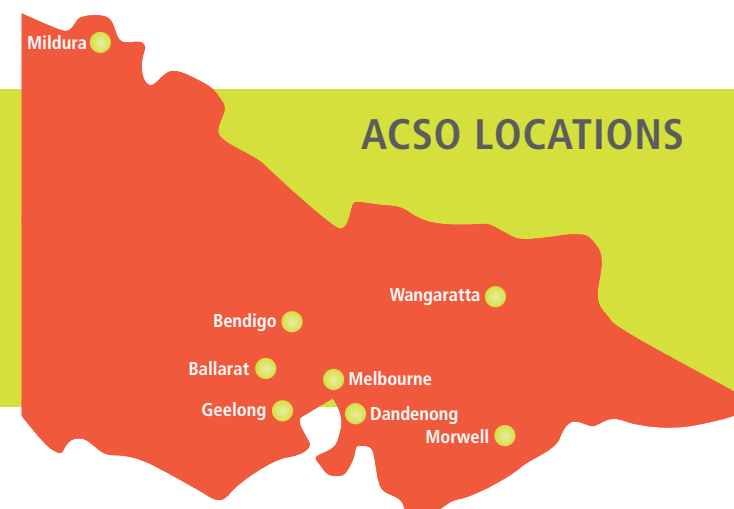 Mildura
ACSO LOCATIONS
Wangaratta
Bendigo
Ballarat
Melbourne
Geelong
Dandenong
Morwell